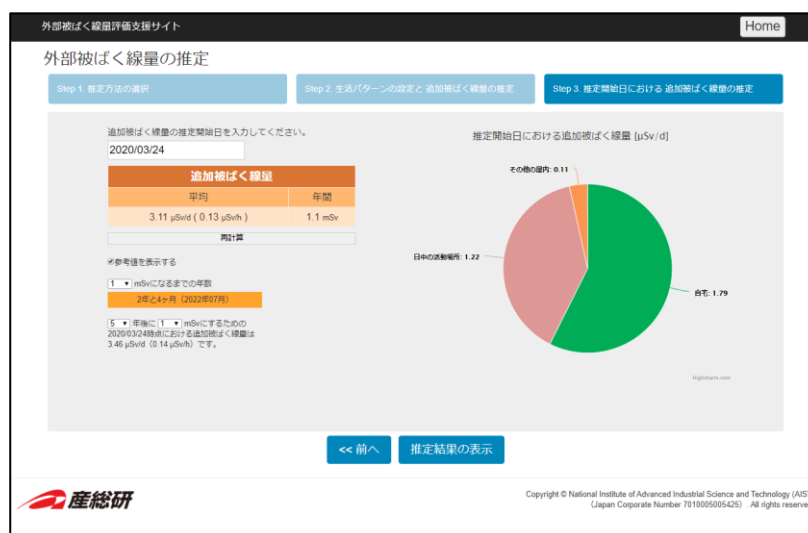 外部被ばく線量評価支援サイト
Home
外部被ばく線量の推定
Step 1. 推定方法の選択
Step 2. 生活パターンの設定と 追加被ばく線量の推定
Step 3. 推定開始日における 追加被ばく線量の推定
追加被ばく線量の推定開始日を入力してください。
2020/03/24
追加被ばく線量
平均 年間
3.11 μSv/d ( 0.13 μSv/h ) 1.1 mSv
再計算
参考値を表示する
1 mSvになるまでの年数
2年と4ヶ月（2022年07月）
5 年後に 1 mSvにするための
2020/03/24時点における追加被ばく線量は
3.46 μSv/d（0.14 μSv/h）です。
推定開始日における追加被ばく線量 [μSv/d]
その他の屋内: 0.11
日中の活動場所: 1.22
自宅: 1.79
Highcharts.com
<< 前へ
推定結果の表示
産総研
Copyright © National Institute of Advanced Industrial Science and Technology (AIS
（Japan Corporate Number 7010005005425） . All rights reserve